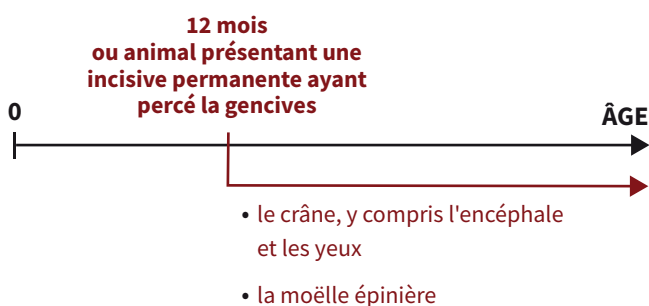 12 mois
ou animal présentant une
incisive permanente ayant
percé la gencives
0
ÂGE
• le crâne, y compris l'encéphale
et les yeux
• la moëlle épinière